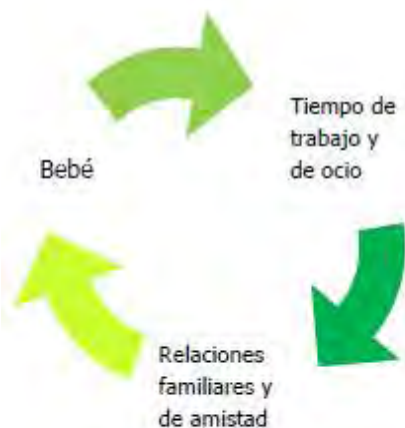 Bebé
Tiempo de
trabajo y
de ocio
Relaciones
familiares y
de amistad